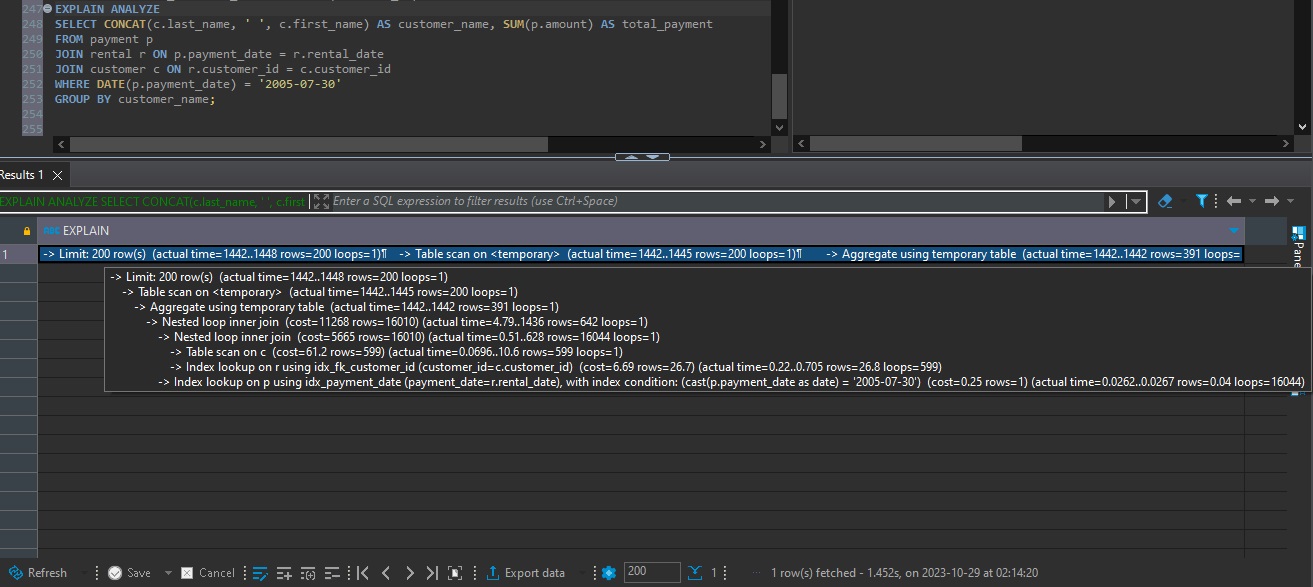 247 EXPLAIN ANALYZE
248 SELECT CONCAT(c.last_name, ' ', c.first_name) AS customer_name, SUM(p.amount) AS total_payment
249 FROM payment p
250 JOIN rental r ON p.payment_date = r.rental_date
251 JOIN customer c ON r.customer_id = c.customer_id
252 WHERE DATE(p.payment_date) = '2005-07-30'
253 GROUP BY customer_name;
254
255
Results 1
EXPLAIN ANALYZE SELECT CONCAT(c.last_name, ' ', c.first Enter a SQL expression to filter results (use Ctrl+Space)
ABC EXPLAIN
Pane
1 -> Limit: 200 row(s) (actual time=1442..1448 rows=200 loops=1)¶ -> Table scan on <temporary> (actual time=1442..1445 rows=200 loops=1)¶ -> Aggregate using temporary table (actual time=1442..1442 rows=391 loops=
-> Limit: 200 row(s) (actual time=1442..1448 rows=200 loops=1)
-> Table scan on <temporary> (actual time=1442..1445 rows=200 loops=1)
-> Aggregate using temporary table (actual time=1442..1442 rows=391 loops=1)
-> Nested loop inner join (cost=11268 rows=16010) (actual time=4.79..1436 rows=642 loops=1)
-> Nested loop inner join (cost=5665 rows=16010) (actual time=0.51..628 rows=16044 loops=1)
-> Table scan on c (cost=61.2 rows=599) (actual time=0.0696..10.6 rows=599 loops=1)
-> Index lookup on r using idx_fk_customer_id (customer_id=c.customer_id) (cost=6.69 rows=26.7) (actual time=0.22..0.705 rows=26.8 loops=599)
-> Index lookup on p using idx_payment_date (payment_date=r.rental_date), with index condition: (cast(p.payment_date as date) = '2005-07-30') (cost=0.25 rows=1) (actual time=0.0262..0.0267 rows=0.04 loops=16044)
Refresh Save Cancel Export data 200 1 1 row(s) fetched - 1.452s, on 2023-10-29 at 02:14:20